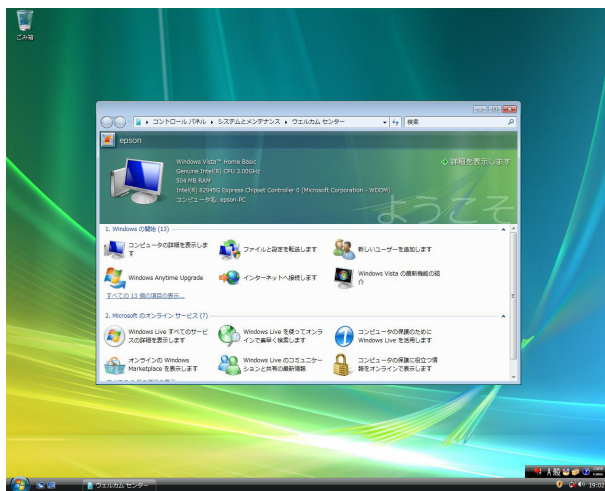 ごみ箱
コントロール パネル ▸ システムとメンテナンス ▸ ウェルカム センター
検索
epson
Windows Vista™ Home Basic
詳細を表示します
Genuine Intel(R) CPU 3.00GHz
504 MB RAM
Intel(R) 82945G Express Chipset Controller 0 (Microsoft Corporation - WDDM)
コンピュータ名: epson-PC
ようこそ
1. Windows の開始 (13)
コンピュータの詳細を表示しま
す
ファイルと設定を転送します
新しいユーザーを追加します
Windows Anytime Upgrade
インターネットへ接続します
Windows Vista の最新機能の紹
介
すべての 13 個の項目の表示...
2. Microsoft のオンライン サービス (7)
Windows Live すべてのサービ
スの詳細を表示します
Windows Live を使ってオンラ
インで素早く検索します
コンピュータの保護のために
Windows Live を活用します
オンラインの Windows
Marketplace を表示します
Windows Live のコミュニケー
ションと共有の最新情報
コンピュータの保護に役立つ情
報をオンラインで表示します
A 般
CAPS
KANA
ウェルカム センター
19:02